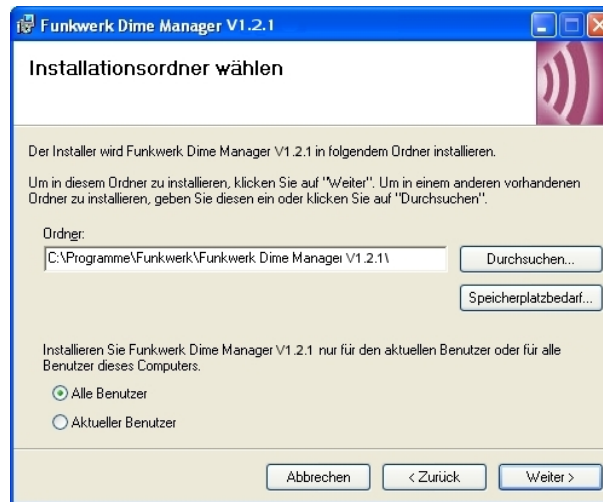 Funkwerk Dime Manager V1.2.1
Installationsordner wählen
Der Installer wird Funkwerk Dime Manager V1.2.1 in folgendem Ordner installieren.
Um in diesem Ordner zu installieren, klicken Sie auf "Weiter". Um in einem anderen vorhandenen
Ordner zu installieren, geben Sie diesen ein oder klicken Sie auf "Durchsuchen".
Ordner:
C:\Programme\Funkwerk\Funkwerk Dime Manager V1.2.1\
Durchsuchen...
Speicherplatzbedarf...
Installieren Sie Funkwerk Dime Manager V1.2.1 nur für den aktuellen Benutzer oder für alle
Benutzer dieses Computers.
Alle Benutzer
Aktueller Benutzer
Abbrechen
< Zurück
Weiter >